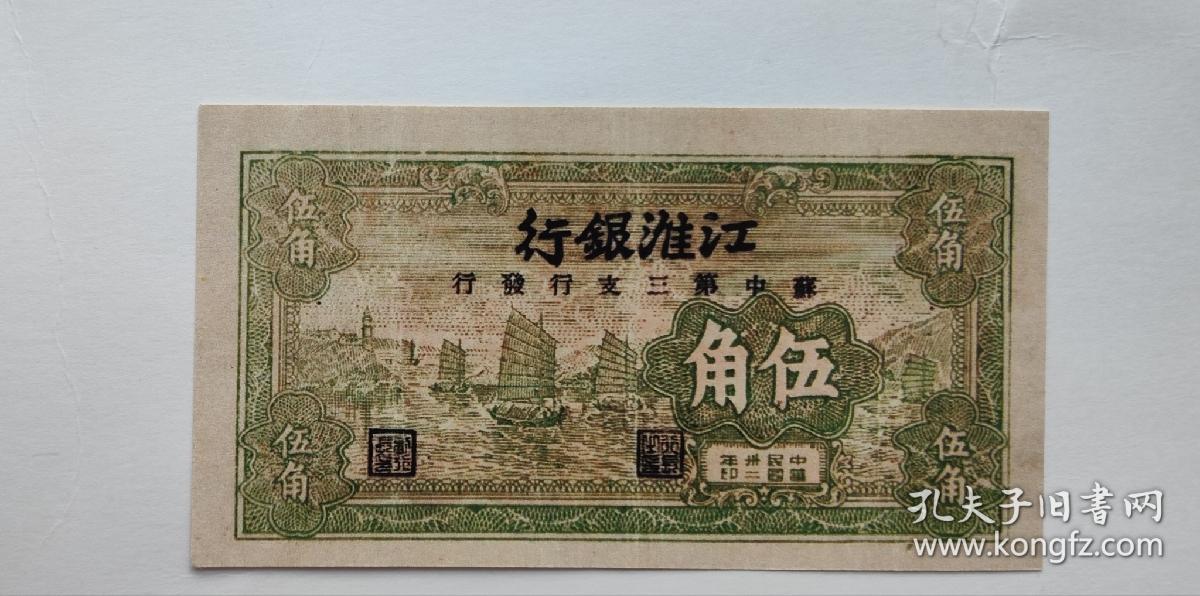 江淮銀行
蘇中第三支行發行
伍角
伍角
伍角
伍角
伍角
中華民國卅二年印
孔夫子旧書网
www.kongfz.com